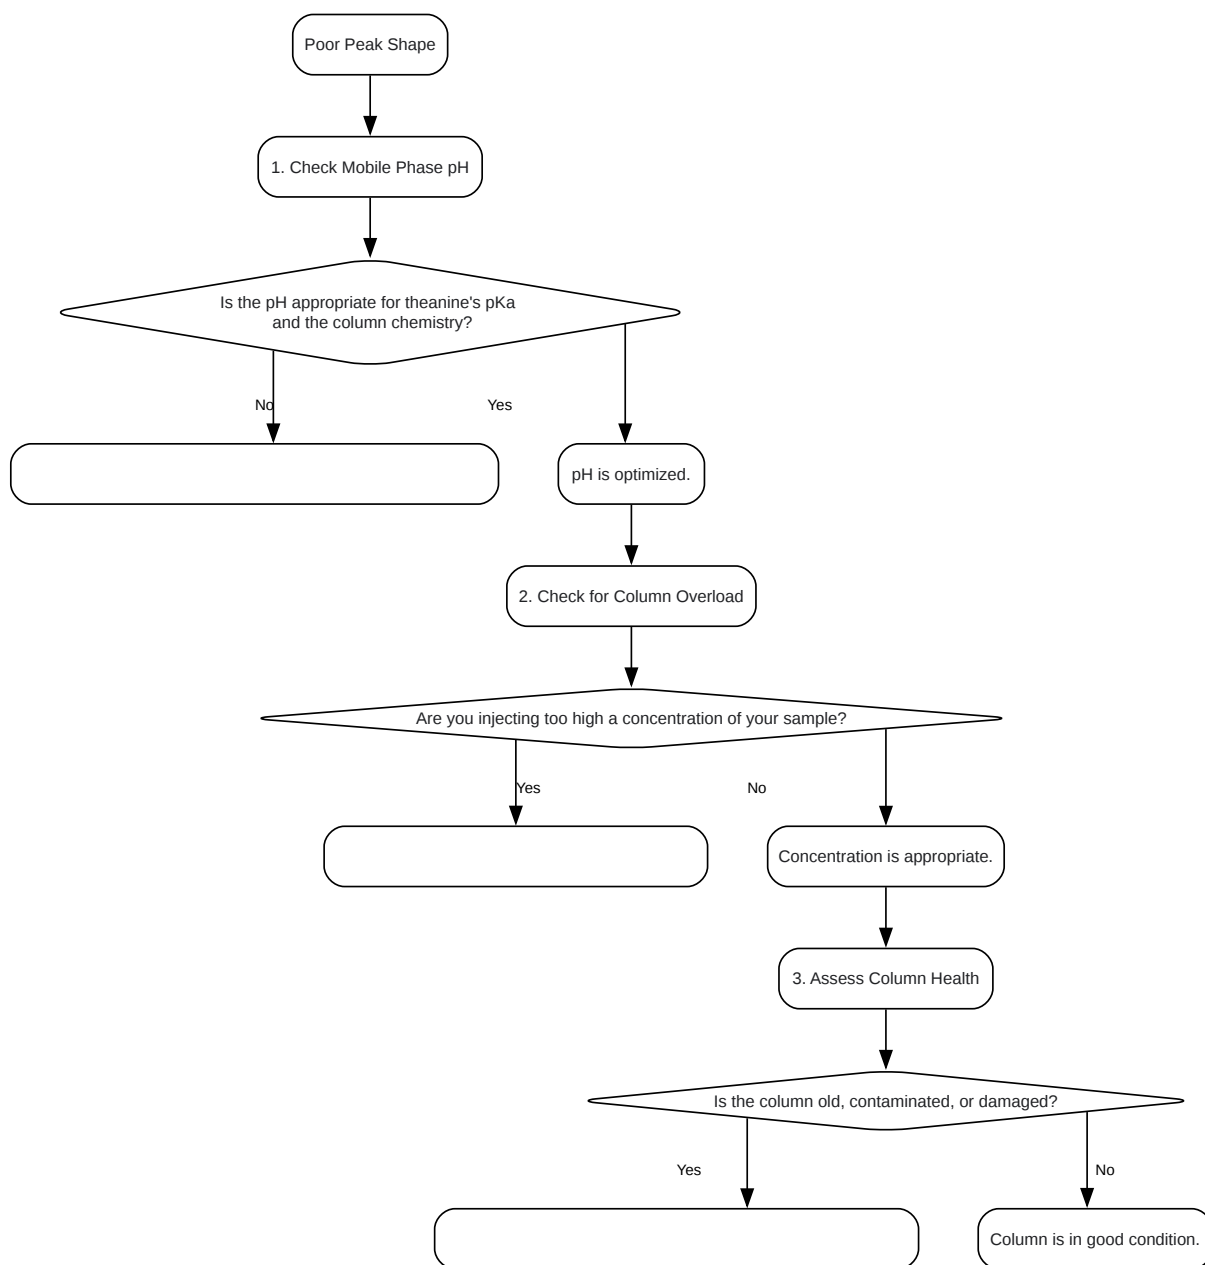 Poor Peak Shape
1. Check Mobile Phase pH
Is the pH appropriate for theanine's pKa
and the column chemistry?
No
Yes
pH is optimized.
2. Check for Column Overload
Are you injecting too high a concentration of your sample?
Yes
No
Concentration is appropriate.
3. Assess Column Health
Is the column old, contaminated, or damaged?
Yes
No
Column is in good condition.